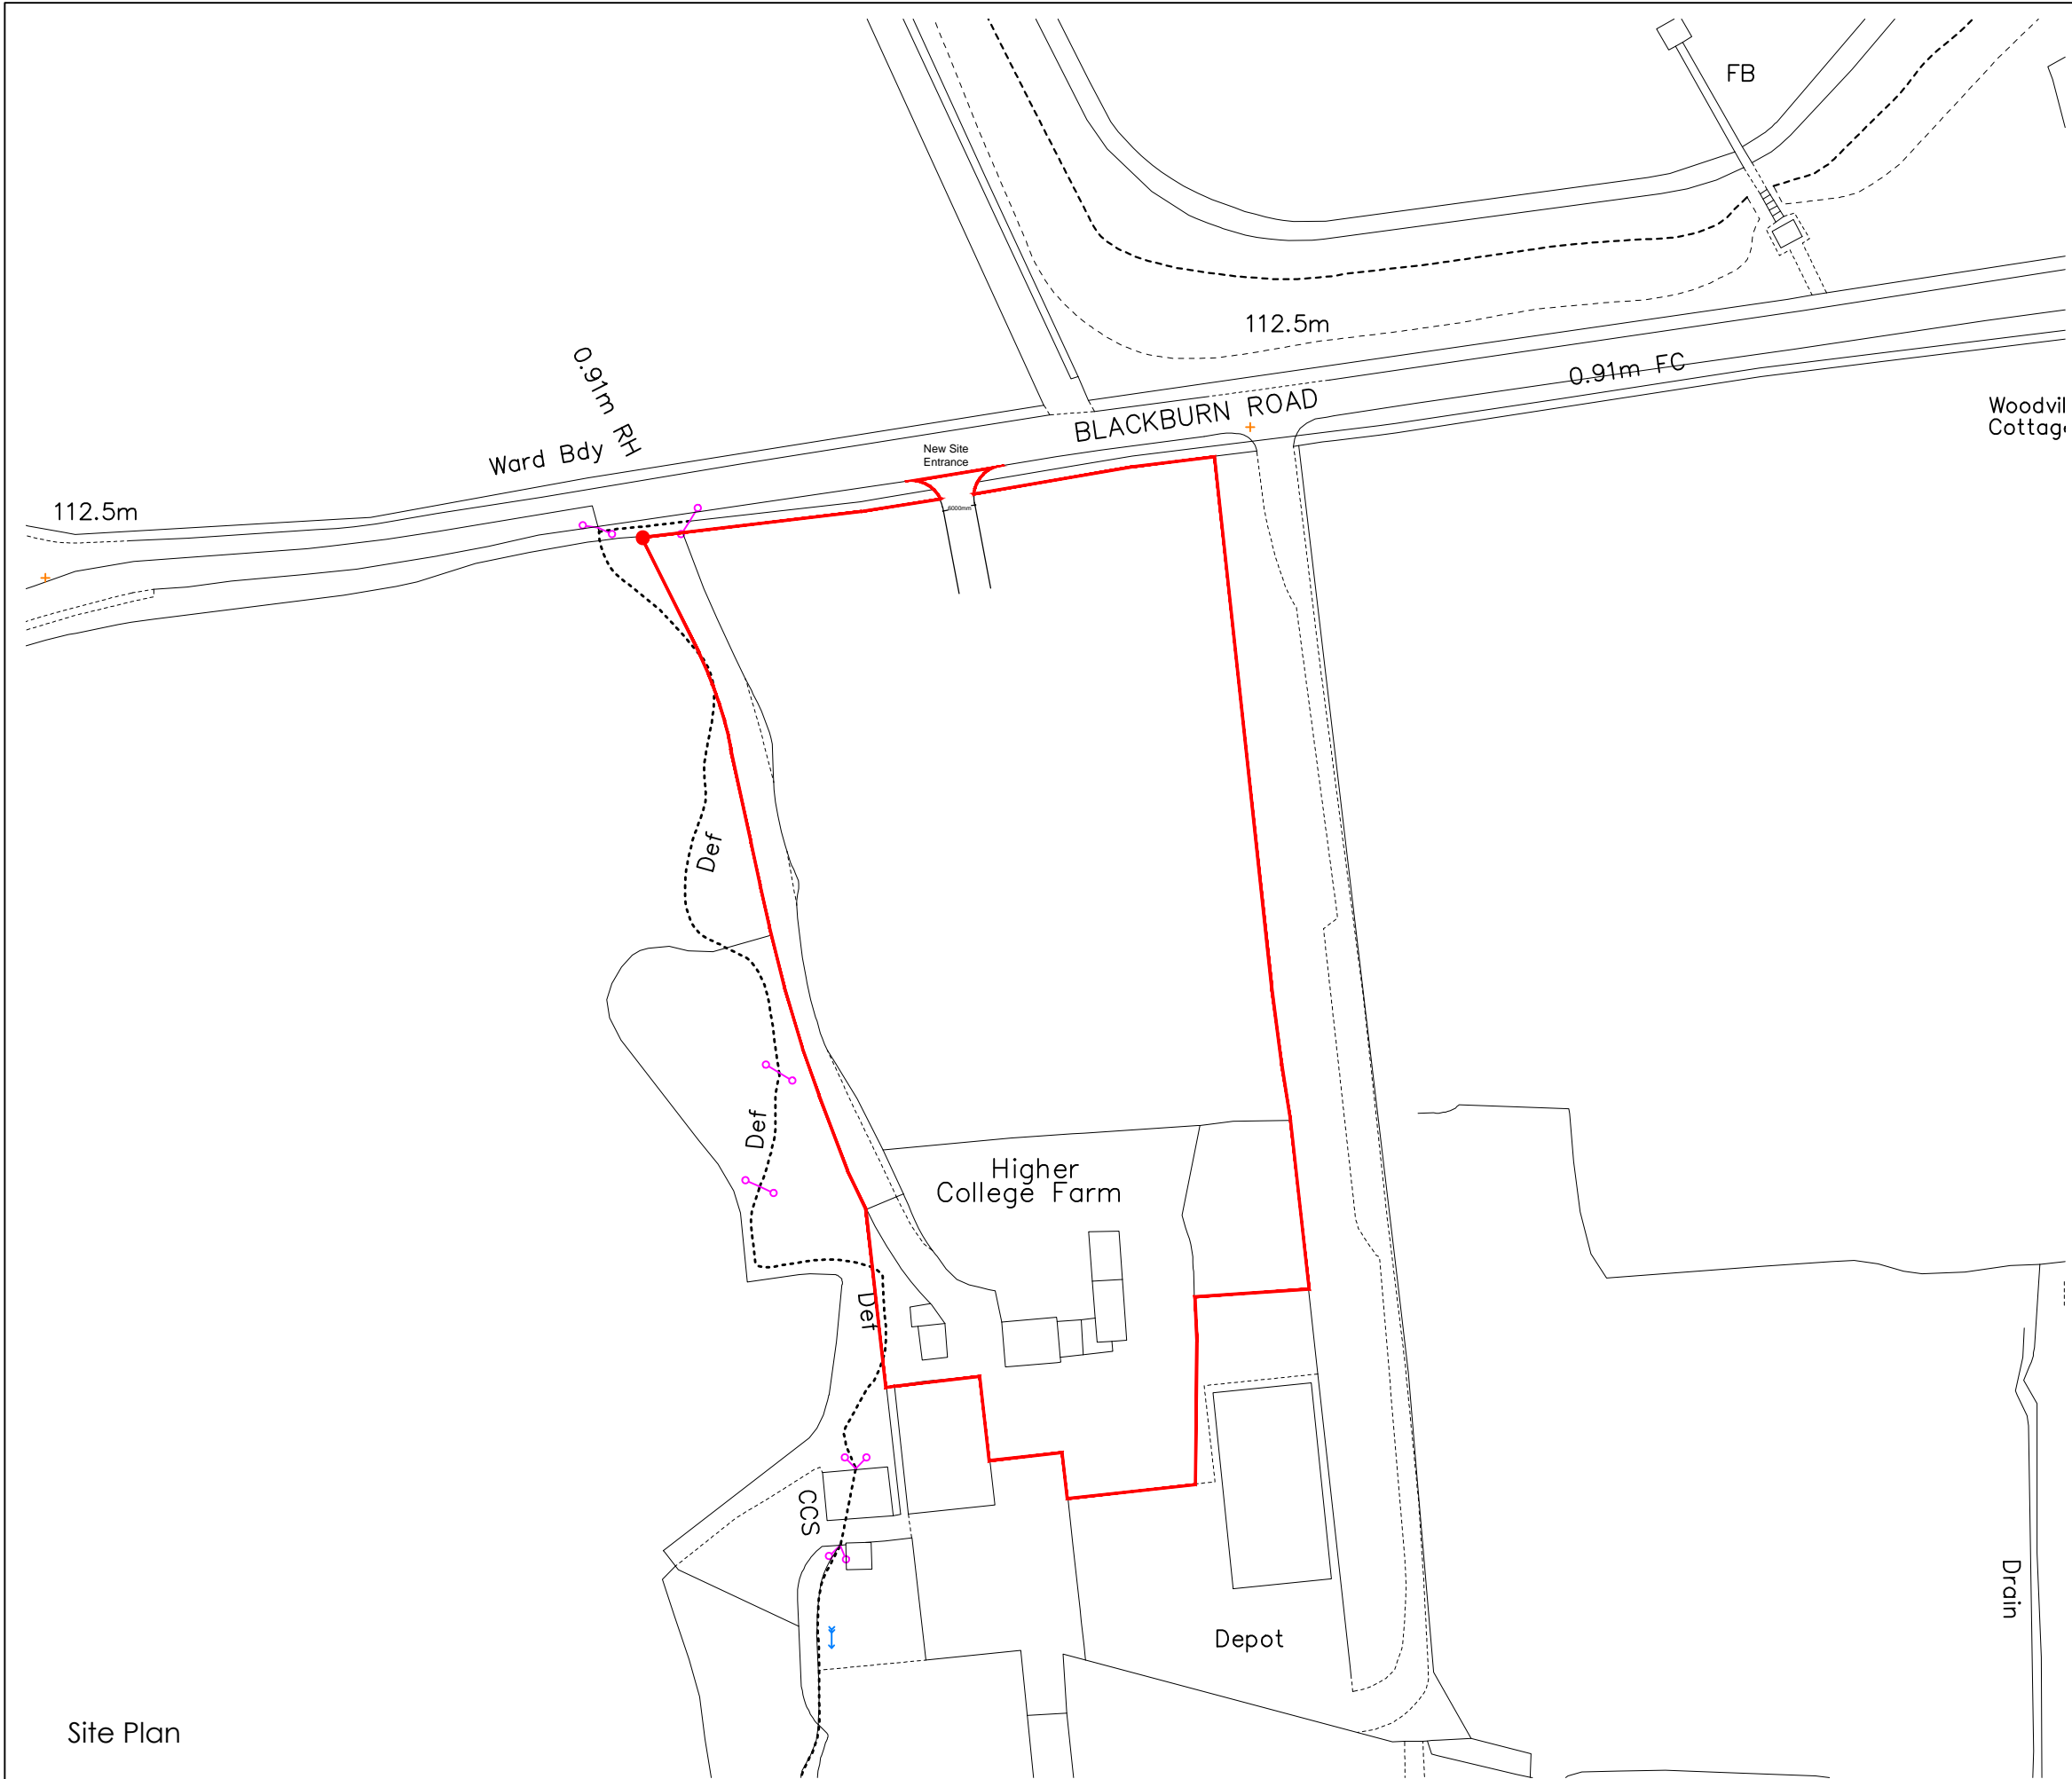 FB
112.5m
0.91m FC
0.91m RH
BLACKBURN ROAD
Woodvil
Cottag
Ward Bdy
New Site
Entrance
112.5m
6000mm
Def
Def
Higher
College Farm
Def
CCS
Drain
Depot
Site Plan